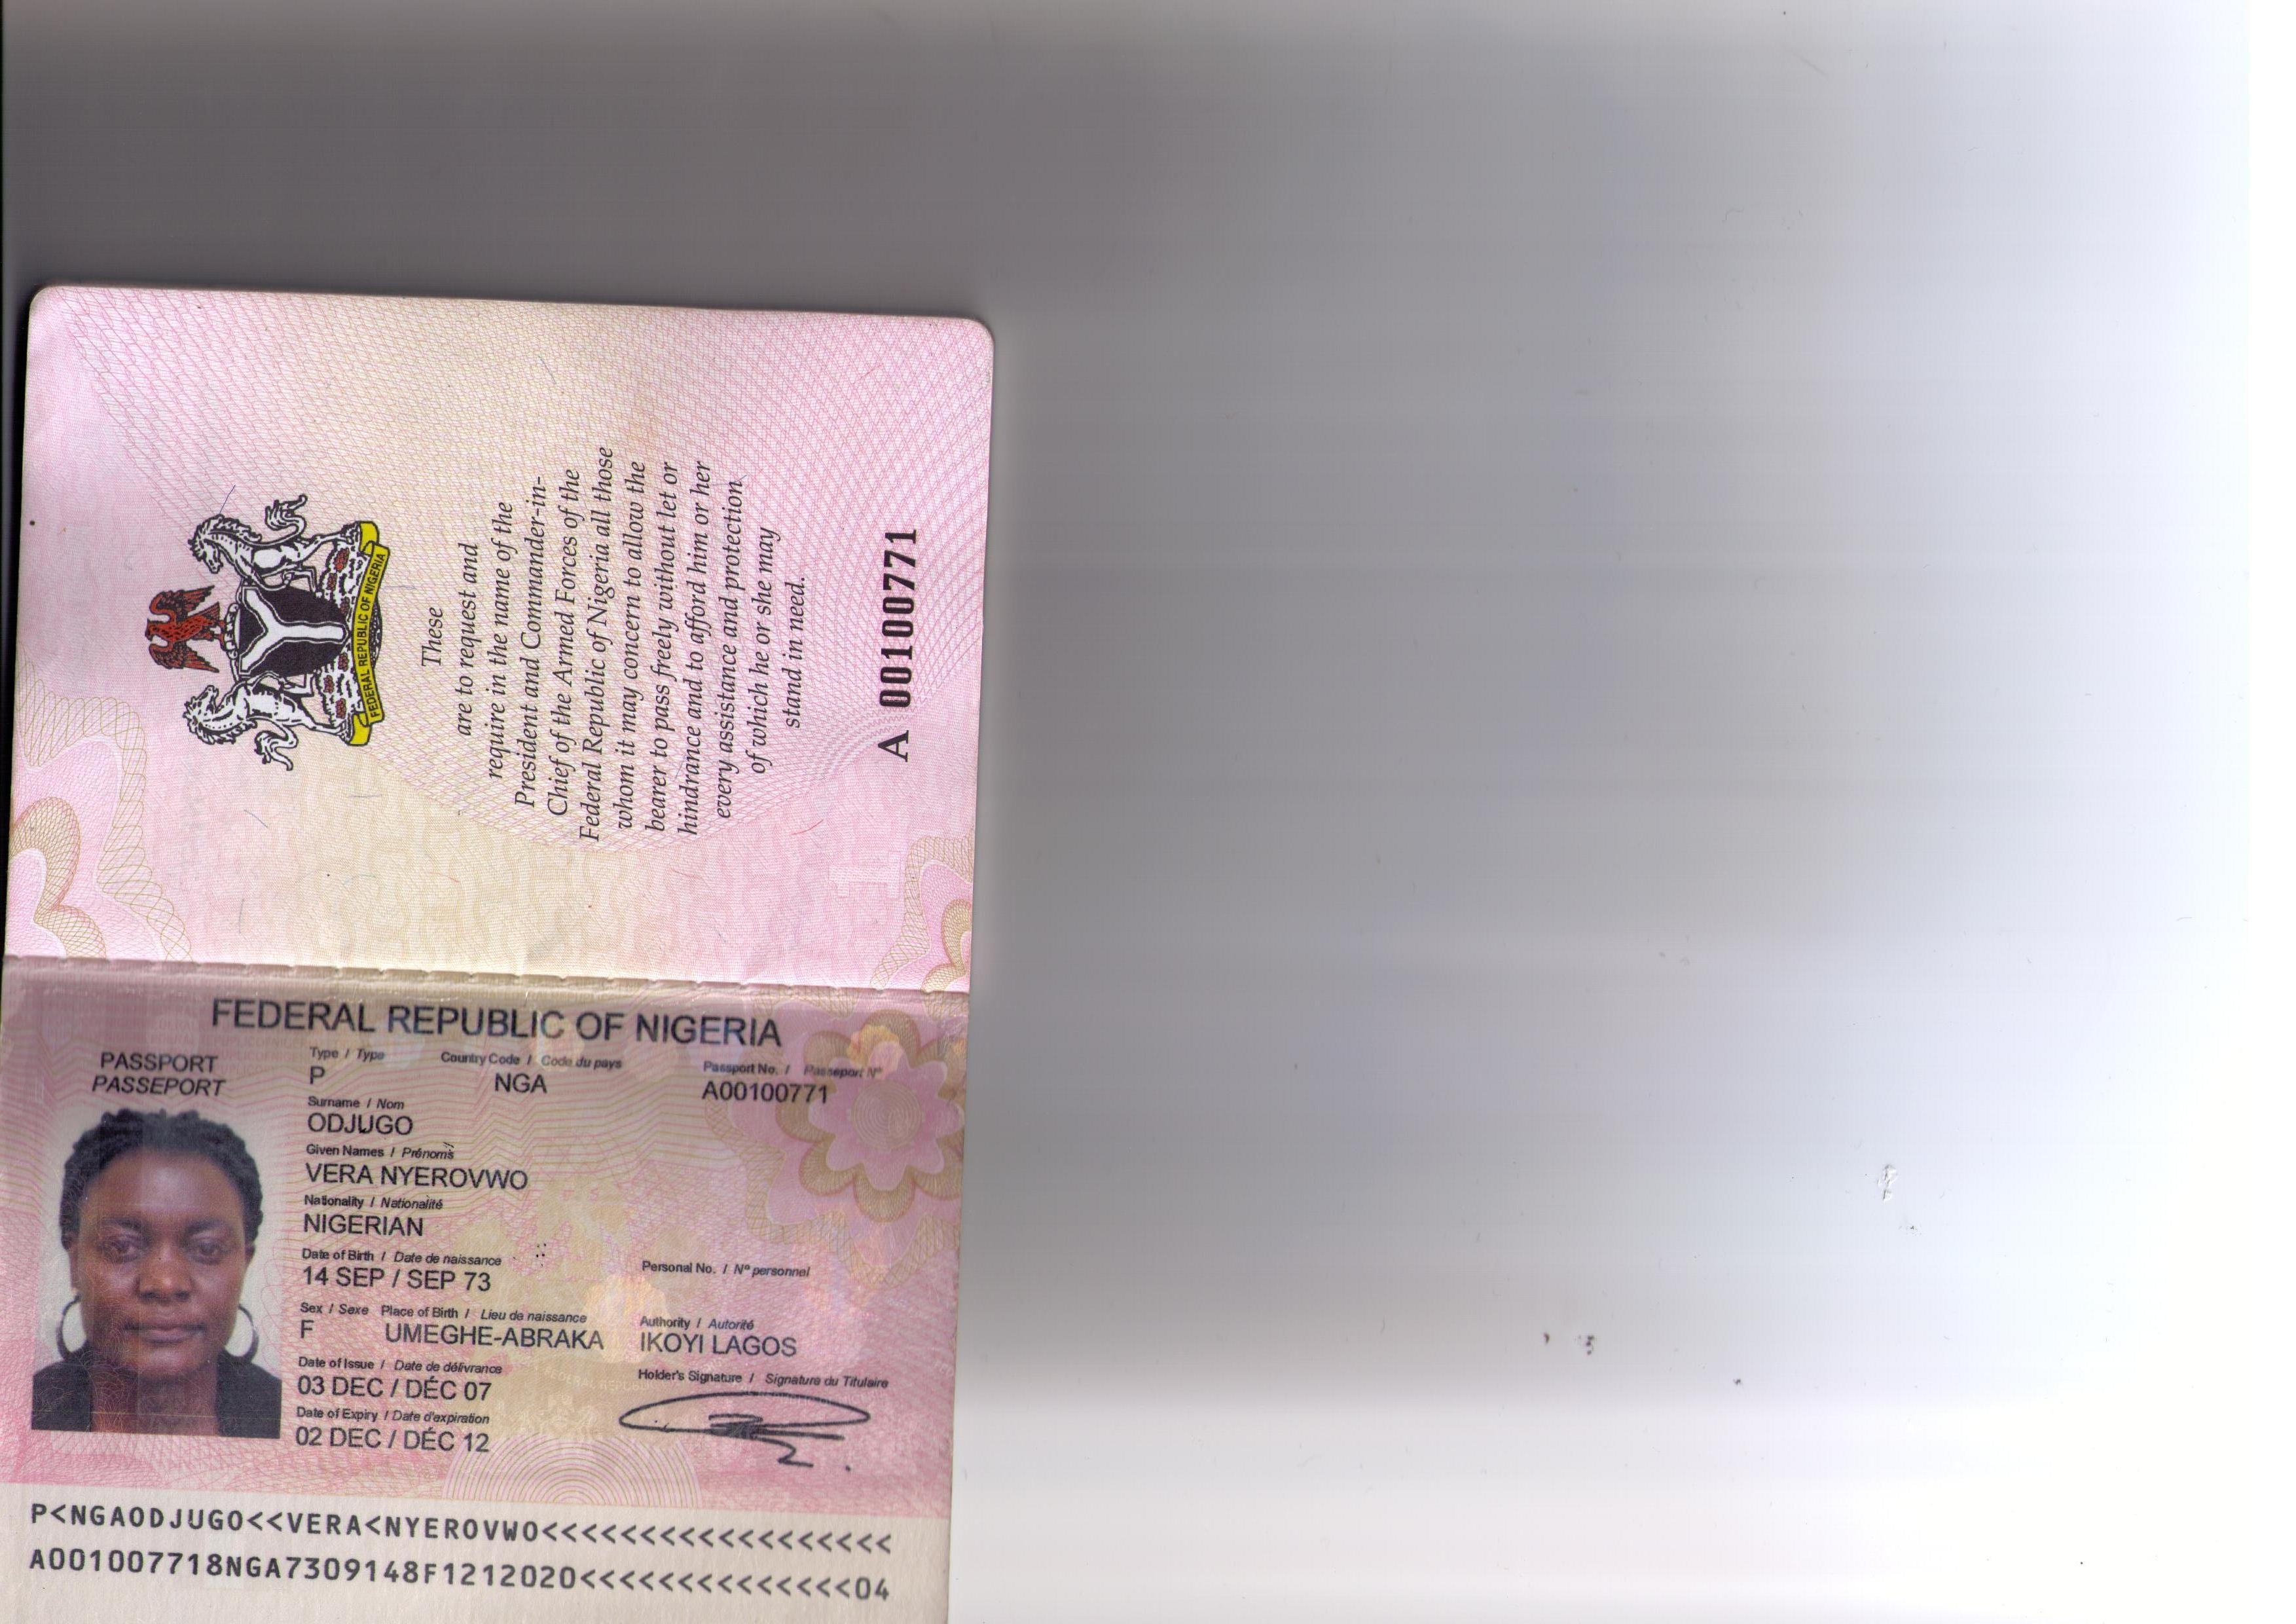 FEDERAL REPUBLIC OF NIGERIA
These
are to request and
require in the name of the
President and Commander-in-
Chief of the Armed Forces of the
Federal Republic of Nigeria all those
whom it may concern to allow the
bearer to pass freely without let or
hindrance and to afford him or her
every assistance and protection
of which he or she may
stand in need.
A 00100771
FEDERAL REPUBLIC OF NIGERIA
PASSPORT
PASSEPORT
Type / Type Country Code / Code du pays Passport No. / Passeport N°
P NGA A00100771
Surname / Nom
ODJUGO
Given Names / Prénoms
VERA NYEROVWO
Nationality / Nationalité
NIGERIAN
Date of Birth / Date de naissance Personal No. / N° personnel
14 SEP / SEP 73
Sex / Sexe Place of Birth / Lieu de naissance Authority / Autorité
F UMEGHE-ABRAKA IKOYI LAGOS
Date of Issue / Date de délivrance Holder's Signature / Signature du Titulaire
03 DEC / DÉC 07
Date of Expiry / Date d'expiration
02 DEC / DÉC 12
P<NGAODJUGO<<VERA<NYEROVWO<<<<<<<<<<<<<<<<<<
A001007718NGA7309148F1212020<<<<<<<<<<<<<<04